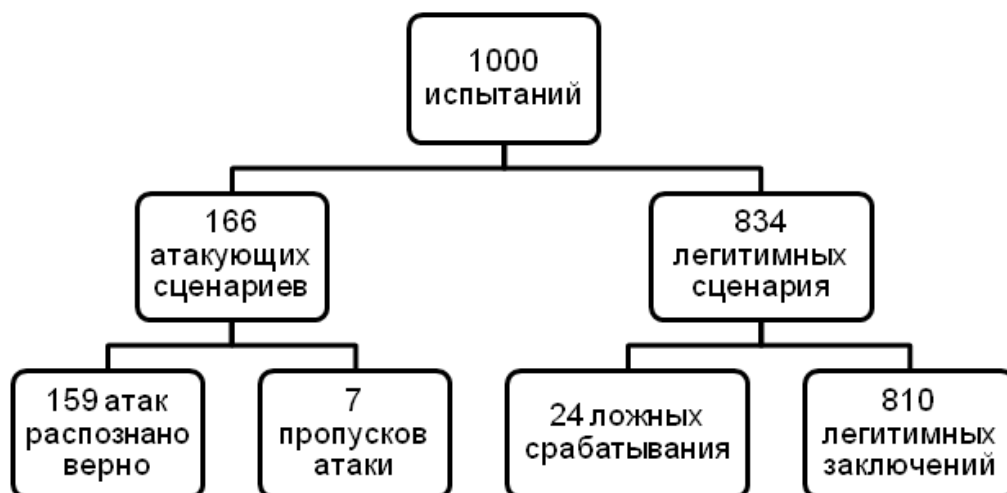 1000
испытаний
166
атакующих
сценариев
834
легитимных
сценария
159 атак
распознано
верно
7
пропусков
атаки
24 ложных
срабатывания
810
легитимных
заключений